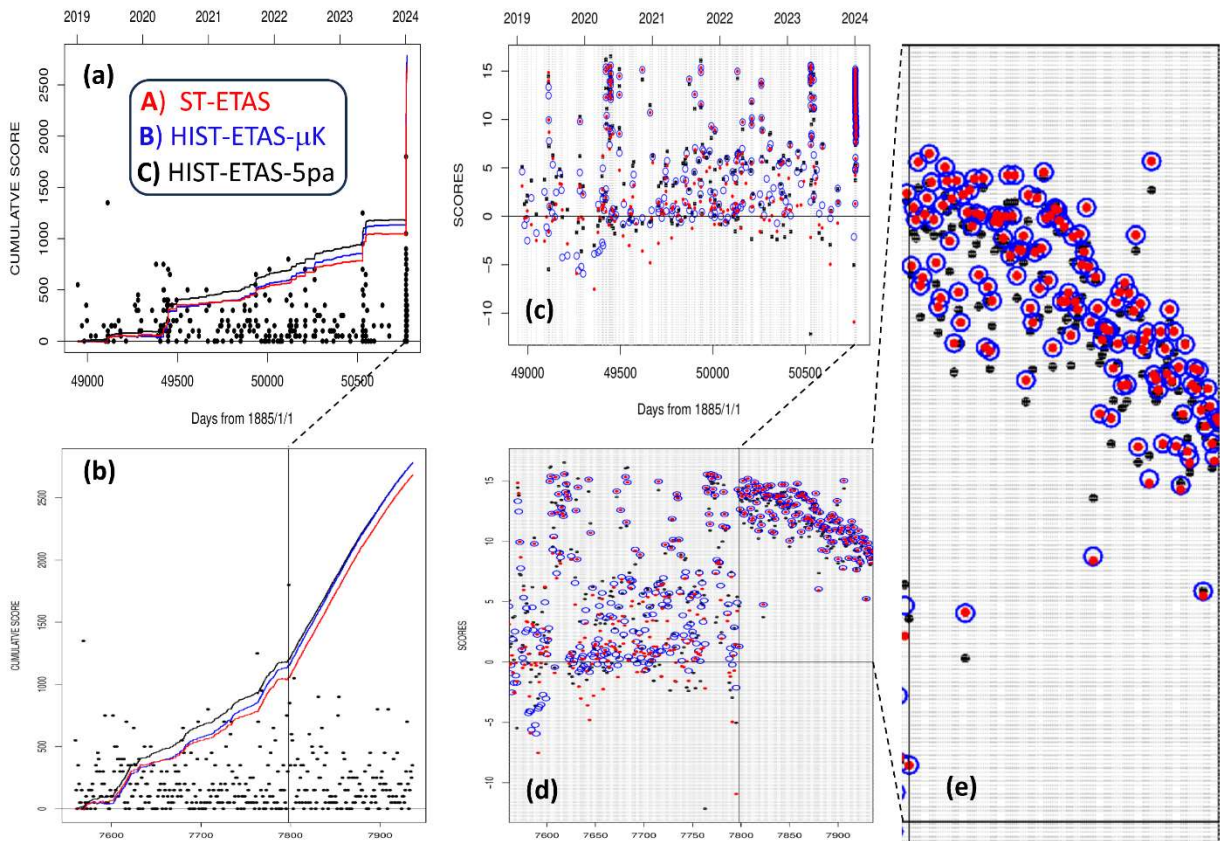 2019 2020 2021 2022 2023 2024
(a)
A) ST-ETAS
B) HIST-ETAS-μK
C) HIST-ETAS-5pa
CUMULATIVE SCORE
0 500 1000 1500 2000 2500
49000 49500 50000 50500
Days from 1885/1/1
2019 2020 2021 2022 2023 2024
(c)
SCORES
−10 −5 0 5 10 15
49000 49500 50000 50500
Days from 1885/1/1
(b)
CUMULATIVE SCORE
0 500 1000 1500 2000 2500
7600 7700 7800 7900
(d)
SCORES
−10 −5 0 5 10 15
7600 7650 7700 7750 7800 7850 7900
(e)